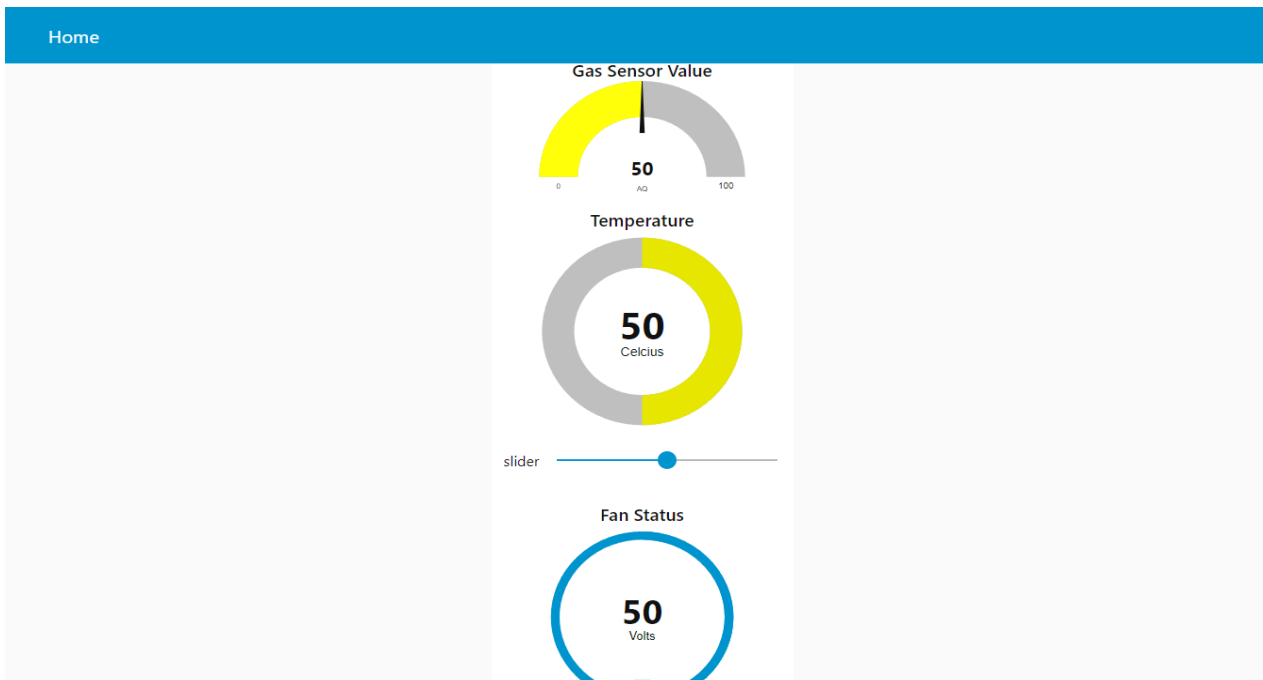 Home
Gas Sensor Value
50
0 AQ 100
Temperature
50
Celcius
slider
Fan Status
50
Volts